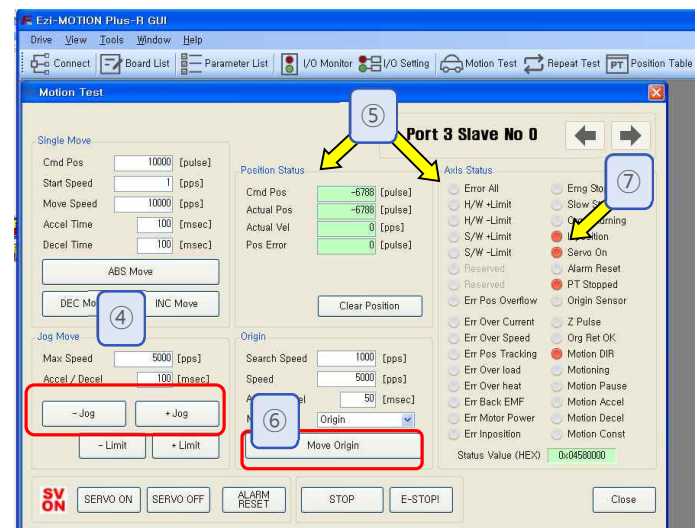 Ezi-MOTION Plus-R GUI
Drive View Tools Window Help
Connect Board List Parameter List I/O Monitor I/O Setting Motion Test Repeat Test PT Position Table
Motion Test
⑤
Port 3 Slave No 0
Single Move
Cmd Pos 10000 [pulse]
Start Speed 1 [pps]
Move Speed 10000 [pps]
Accel Time 100 [msec]
Decel Time 100 [msec]
ABS Move
DEC INC Move
④
Position Status
Cmd Pos -6788 [pulse]
Actual Pos -6788 [pulse]
Actual Vel 0 [pps]
Pos Error 0 [pulse]
Clear Position
Axis Status
⑦
Error All Emg
H/W +Limit Slow
H/W -Limit
S/W +Limit
S/W -Limit Servo On
Reserved Alarm Reset
Reserved PT Stopped
Err Pos Overflow Origin Sensor
Err Over Current Z Pulse
Err Over Speed Org Ret OK
Err Pos Tracking Motion DIR
Err Over load Motioning
Err Over heat Motion Pause
Err Back EMF Motion Accel
Err Motor Power Motion Decel
Err Inposition Motion Const
Status Value (HEX) 0x04580000
Jog Move
Max Speed 5000 [pps]
Accel / Decel 100 [msec]
- Jog + Jog
- Limit + Limit
Origin
Search Speed 1000 [pps]
Speed 5000 [pps]
50 [msec]
Origin
⑥
Move Origin
SV ON SERVO ON SERVO OFF ALARM RESET STOP E-STOP! Close